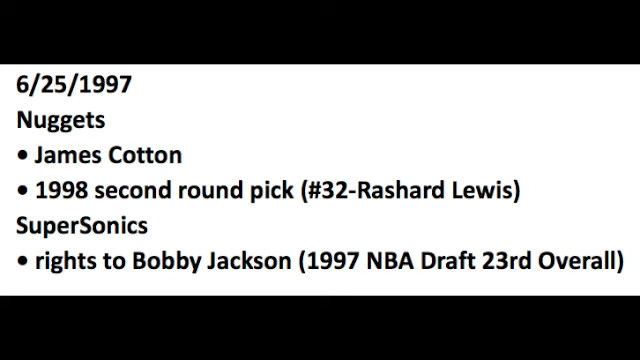 6/25/1997
Nuggets
• James Cotton
• 1998 second round pick (#32-Rashard Lewis)
SuperSonics
• rights to Bobby Jackson (1997 NBA Draft 23rd Overall)